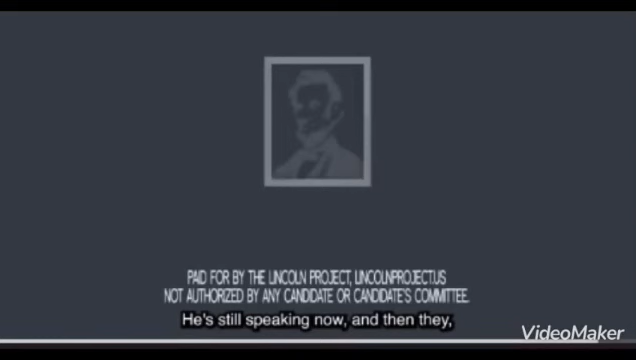 PAID FOR BY THE LINCOLN PROJECT, LINCOLNPROJECT.US
NOT AUTHORIZED BY ANY CANDIDATE OR CANDIDATE'S COMMITTEE.
He's still speaking now, and then they,
VideoMaker